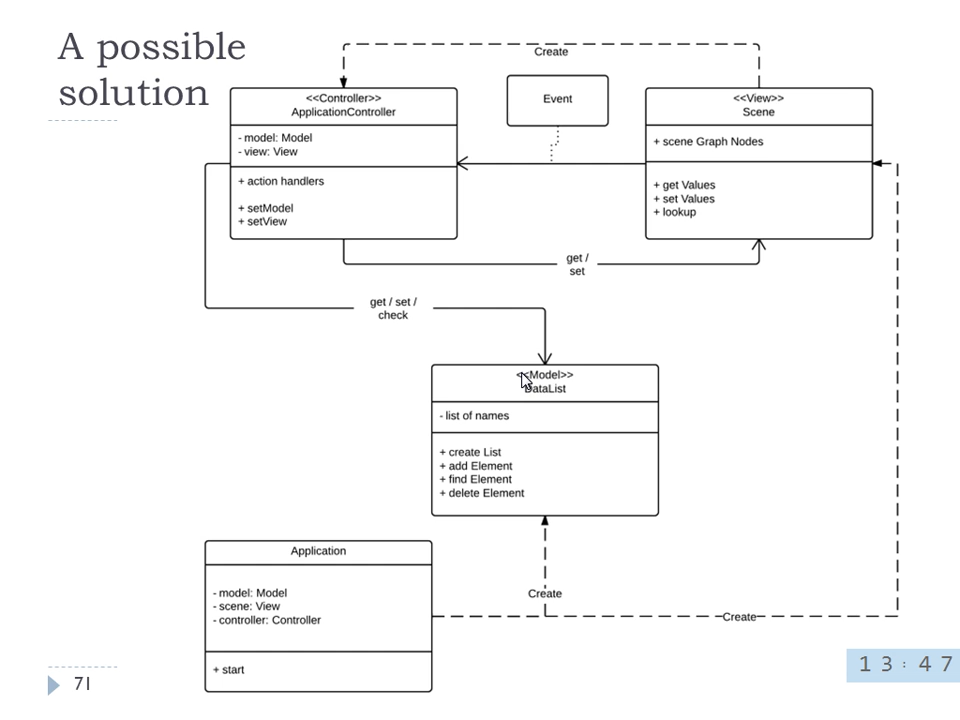 A possible
solution
Create
<<Controller>>
ApplicationController
- model: Model
- view: View
+ action handlers
+ setModel
+ setView
Event
<<View>>
Scene
+ scene Graph Nodes
+ get Values
+ set Values
+ lookup
get /
set
get / set /
check
<<Model>>
DataList
- list of names
+ create List
+ add Element
+ find Element
+ delete Element
Application
- model: Model
- scene: View
- controller: Controller
+ start
Create
Create
71
13:47